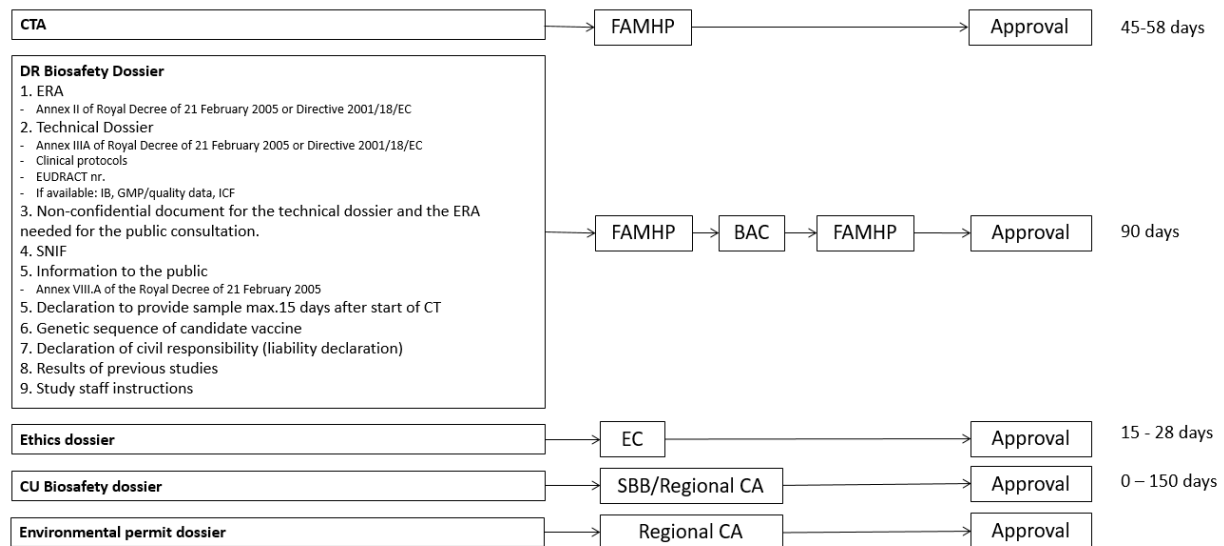 CTA
FAMHP
Approval
45-58 days
DR Biosafety Dossier
1. ERA
- Annex II of Royal Decree of 21 February 2005 or Directive 2001/18/EC
2. Technical Dossier
- Annex IIIA of Royal Decree of 21 February 2005 or Directive 2001/18/EC
- Clinical protocols
- EUDRACT nr.
- If available: IB, GMP/quality data, ICF
3. Non-confidential document for the technical dossier and the ERA
needed for the public consultation.
4. SNIF
5. Information to the public
- Annex VIII.A of the Royal Decree of 21 February 2005
5. Declaration to provide sample max.15 days after start of CT
6. Genetic sequence of candidate vaccine
7. Declaration of civil responsibility (liability declaration)
8. Results of previous studies
9. Study staff instructions
FAMHP
BAC
FAMHP
Approval
90 days
Ethics dossier
EC
Approval
15 - 28 days
CU Biosafety dossier
SBB/Regional CA
Approval
0 – 150 days
Environmental permit dossier
Regional CA
Approval